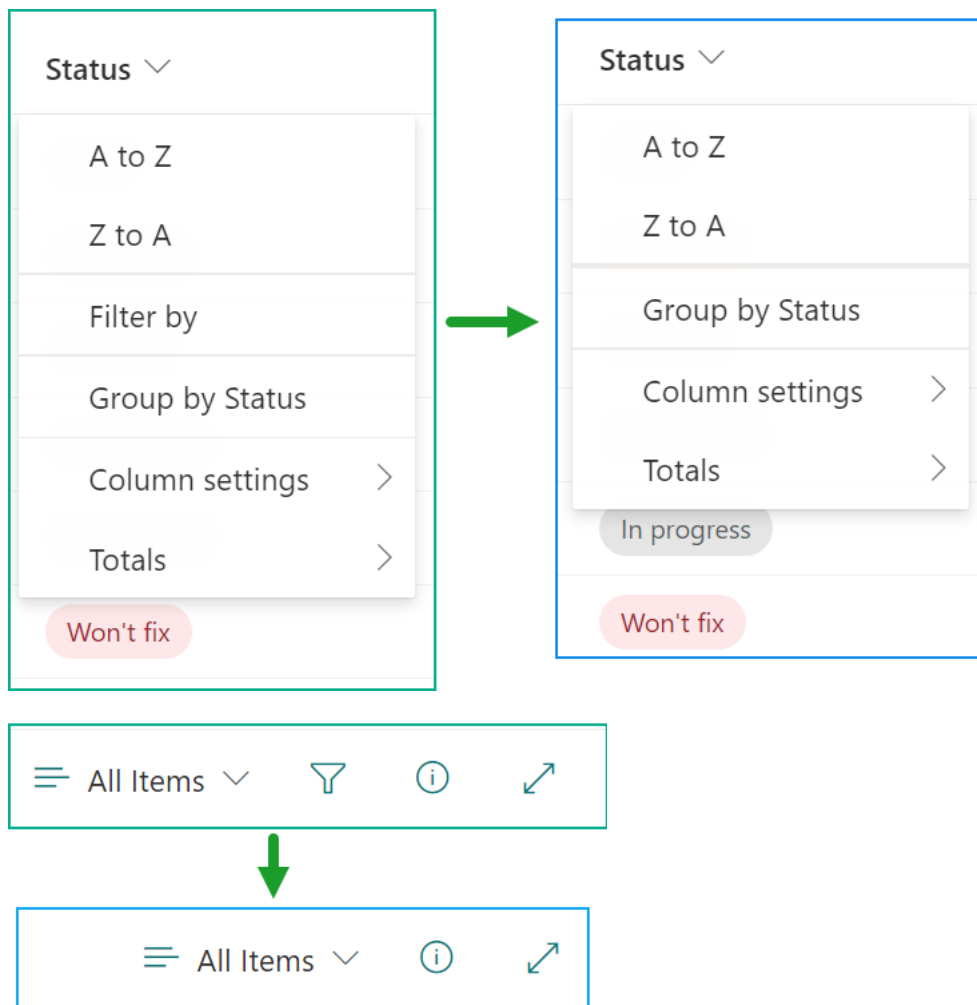 Status
A to Z
Z to A
Filter by
Group by Status
Column settings
Totals
Won't fix
Status
A to Z
Z to A
Group by Status
Column settings
Totals
In progress
Won't fix
All Items
All Items